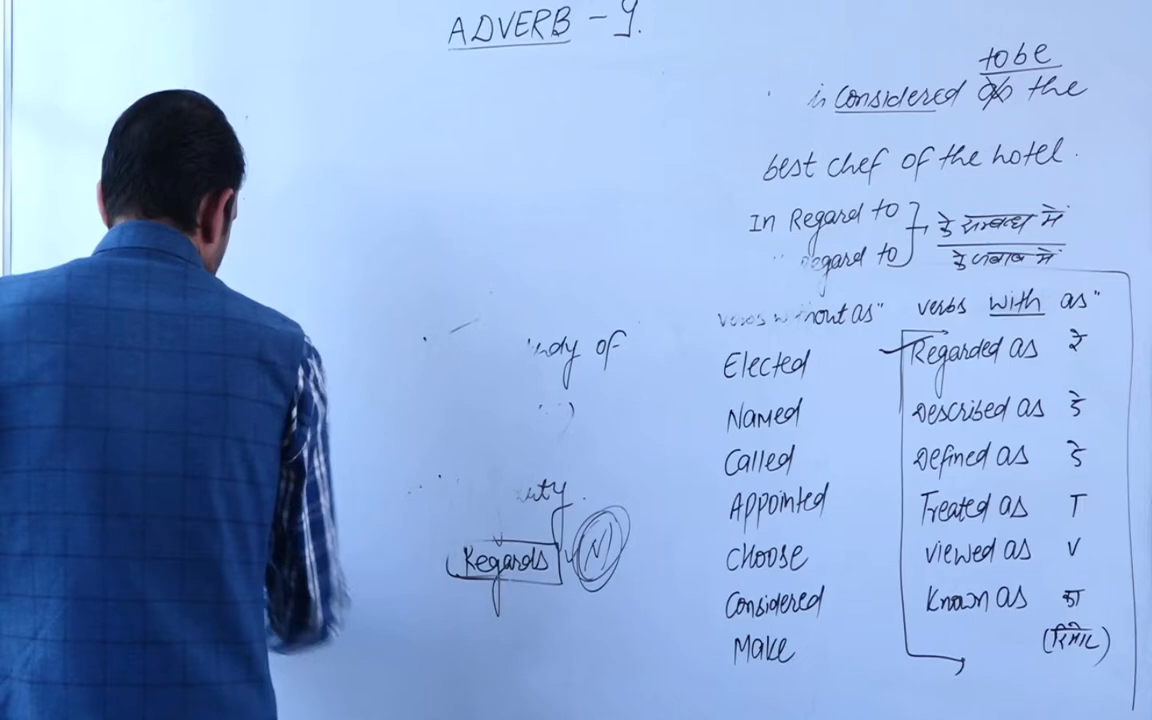 ADVERB - 9.
to be
is considered as the
best chef of the hotel.
In Regard to
regard to
के सम्बन्ध में
के जवाब में
verbs without as" verbs with as"
Elected Regarded as रे
Named Described as डे
Called Defined as डे
Appointed Treated as T
Choose viewed as V
Considered Known as का
Make
of
Regards N